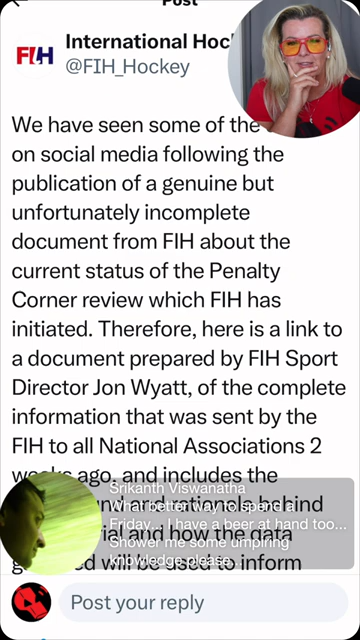 Post
FIH International Hoc
@FIH_Hockey
We have seen some of the
on social media following the
publication of a genuine but
unfortunately incomplete
document from FIH about the
current status of the Penalty
Corner review which FIH has
initiated. Therefore, here is a link to
a document prepared by FIH Sport
Director Jon Wyatt, of the complete
information that was sent by the
FIH to all National Associations 2
weeks ago, and includes the
behind
and how the data
will be used to inform
Srikanth Viswanatha
What better way to spend a
Friday... I have a beer at hand too...
Shower me some umpiring
knowledge please...
Post your reply